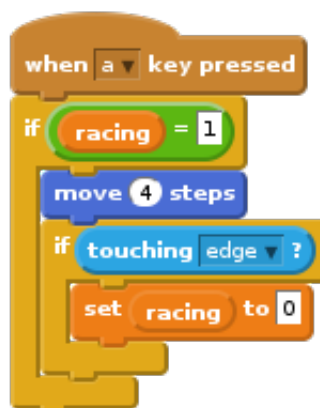 when a key pressed
if racing = 1
move 4 steps
if touching edge ?
set racing to 0